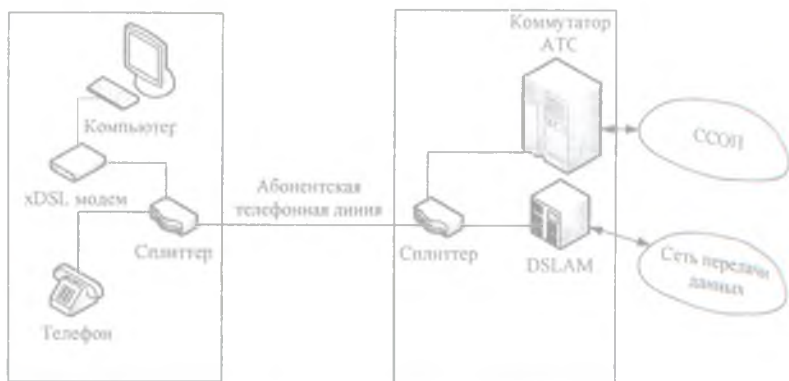 Коммутатор
АТС
Компьютер
ССОП
xDSL модем
Абонентская
телефонная линия
Сплиттер
Сплиттер
DSLAM
Сеть передачи
данных
Телефон